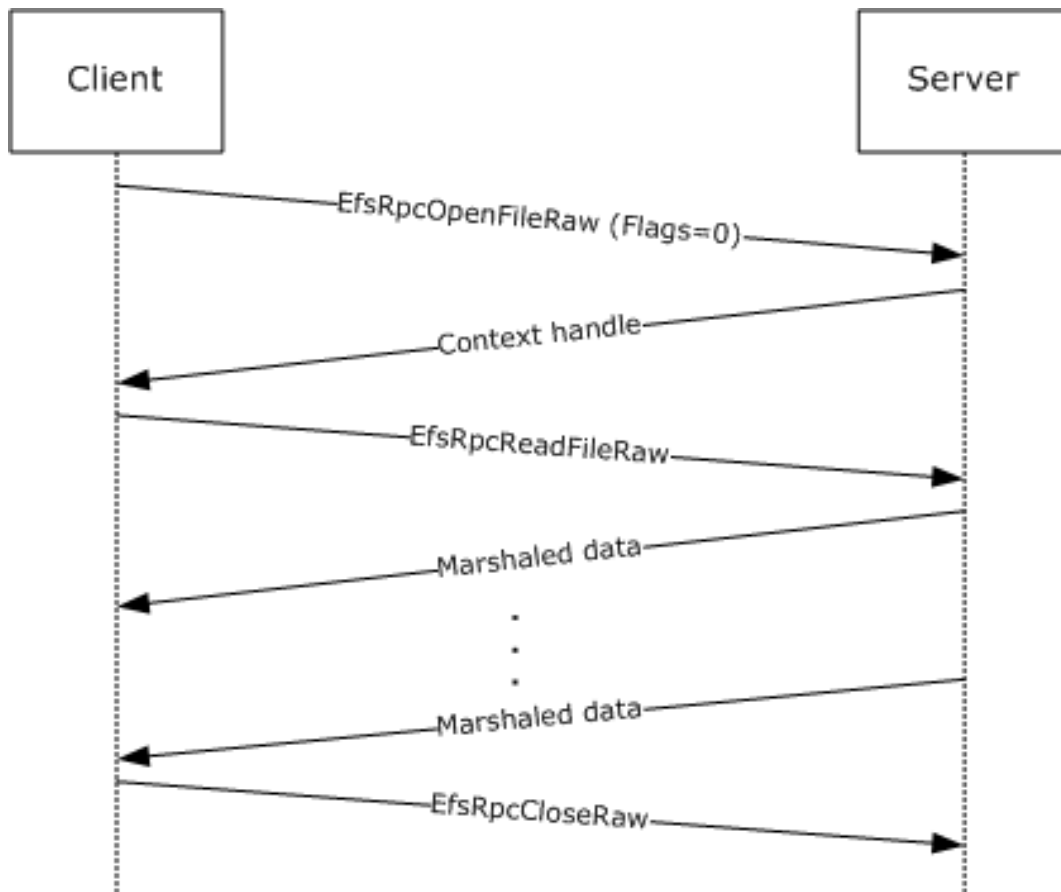 Client
Server
EfsRpcOpenFileRaw (Flags=0)
Context handle
EfsRpcReadFileRaw
Marshaled data
Marshaled data
EfsRpcCloseRaw